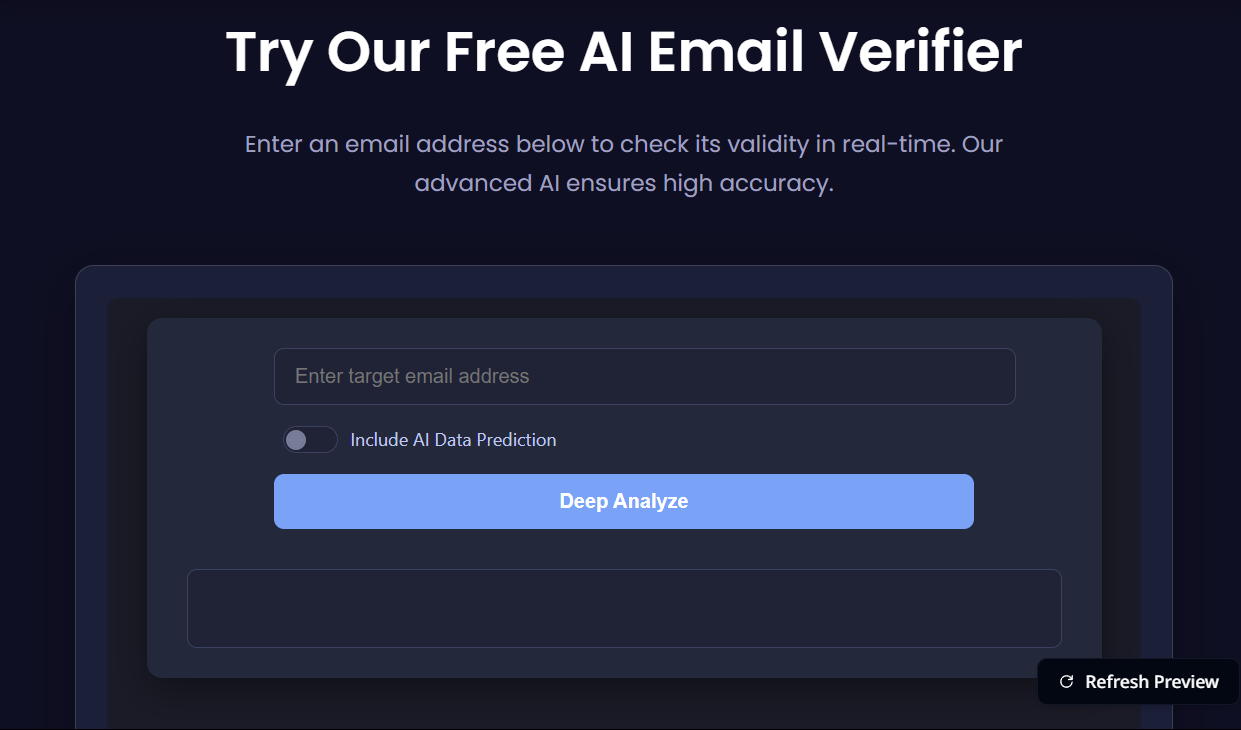 Try Our Free AI Email Verifier
Enter an email address below to check its validity in real-time. Our
advanced AI ensures high accuracy.
Enter target email address
Include AI Data Prediction
Deep Analyze
Refresh Preview